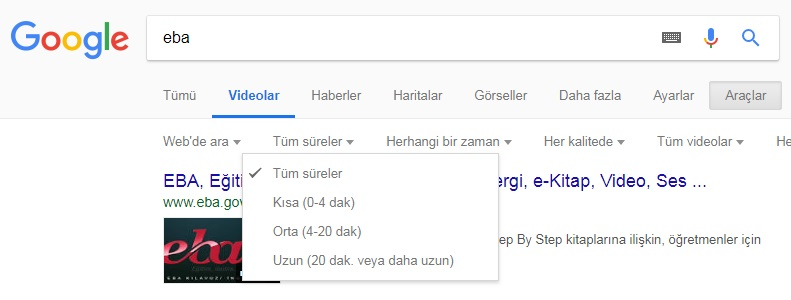 Google
eba
Tümü Videolar Haberler Haritalar Görseller Daha fazla Ayarlar Araçlar
Web'de ara Tüm süreler Herhangi bir zaman Her kalitede Tüm videolar He
Tüm süreler
EBA, Eğiti ergi, e-Kitap, Video, Ses ...
Kısa (0-4 dak)
www.eba.gov
Orta (4-20 dak)
eba
ep By Step kitaplarına ilişkin, öğretmenler için
Uzun (20 dak. veya daha uzun)